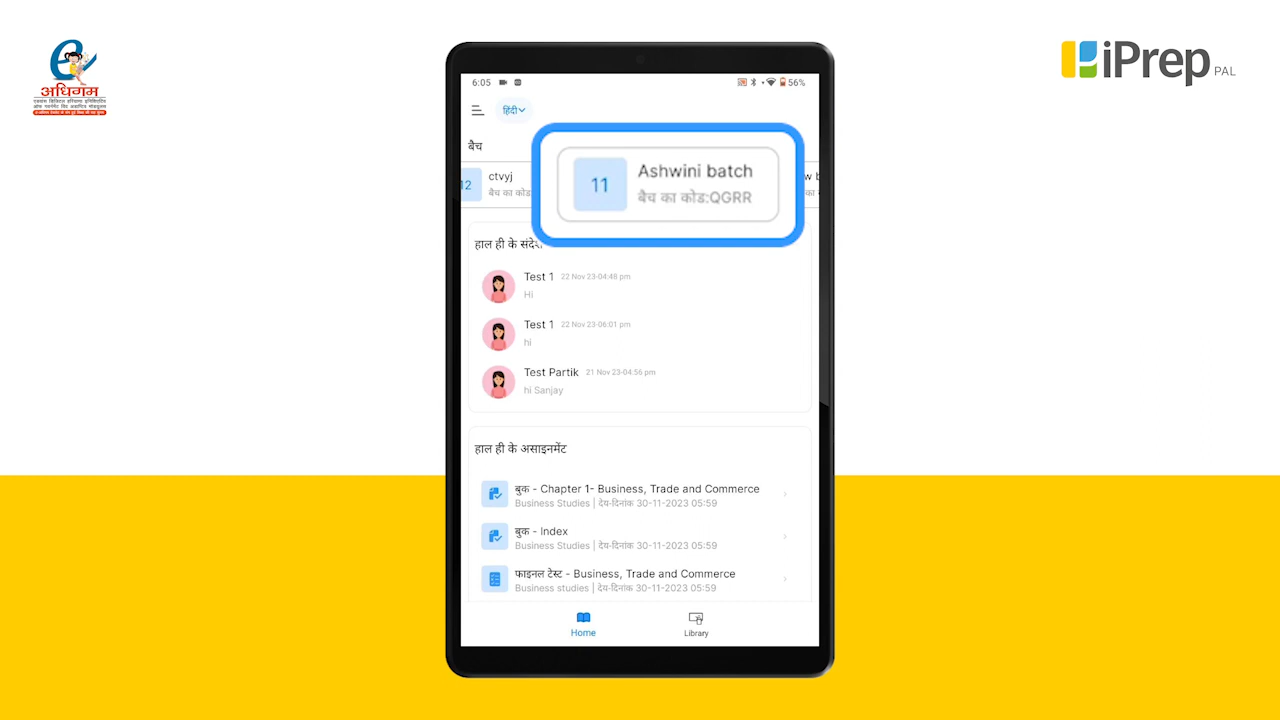 अधिगम
iPrep PAL
6:05
56%
हिंदी
बैच
12
ctvyj
बैच का कोड
11
Ashwini batch
बैच का कोड:QGRR
w b
हाल ही के संदेश
Test 1 22 Nov 23-04:48 pm
Hi
Test 1 22 Nov 23-06:01 pm
hi
Test Partik 21 Nov 23-04:56 pm
hi Sanjay
हाल ही के असाइनमेंट
बुक - Chapter 1- Business, Trade and Commerce
Business Studies | देय-दिनांक 30-11-2023 05:59
बुक - Index
Business Studies | देय-दिनांक 30-11-2023 05:59
फाइनल टेस्ट - Business, Trade and Commerce
Business studies | देय-दिनांक 30-11-2023 05:59
Home
Library